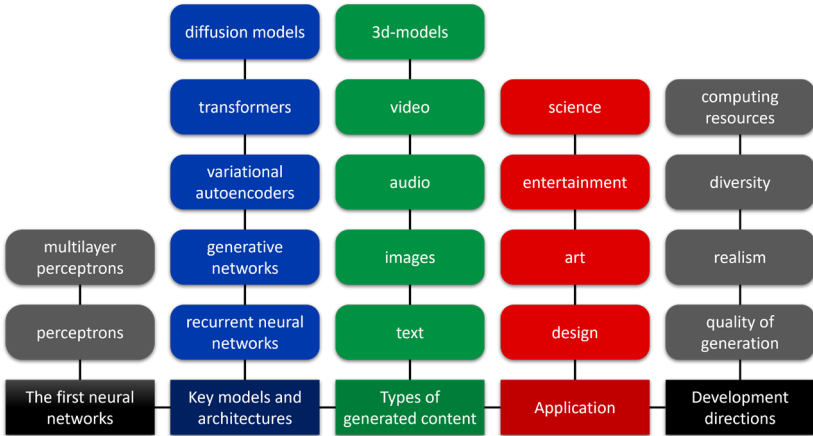 diffusion models
3d-models
transformers
video
science
computing
resources
variational
autoencoders
audio
entertainment
diversity
multilayer
perceptrons
generative
networks
images
art
realism
perceptrons
recurrent neural
networks
text
design
quality of
generation
The first neural
networks
Key models and
architectures
Types of
generated content
Application
Development
directions